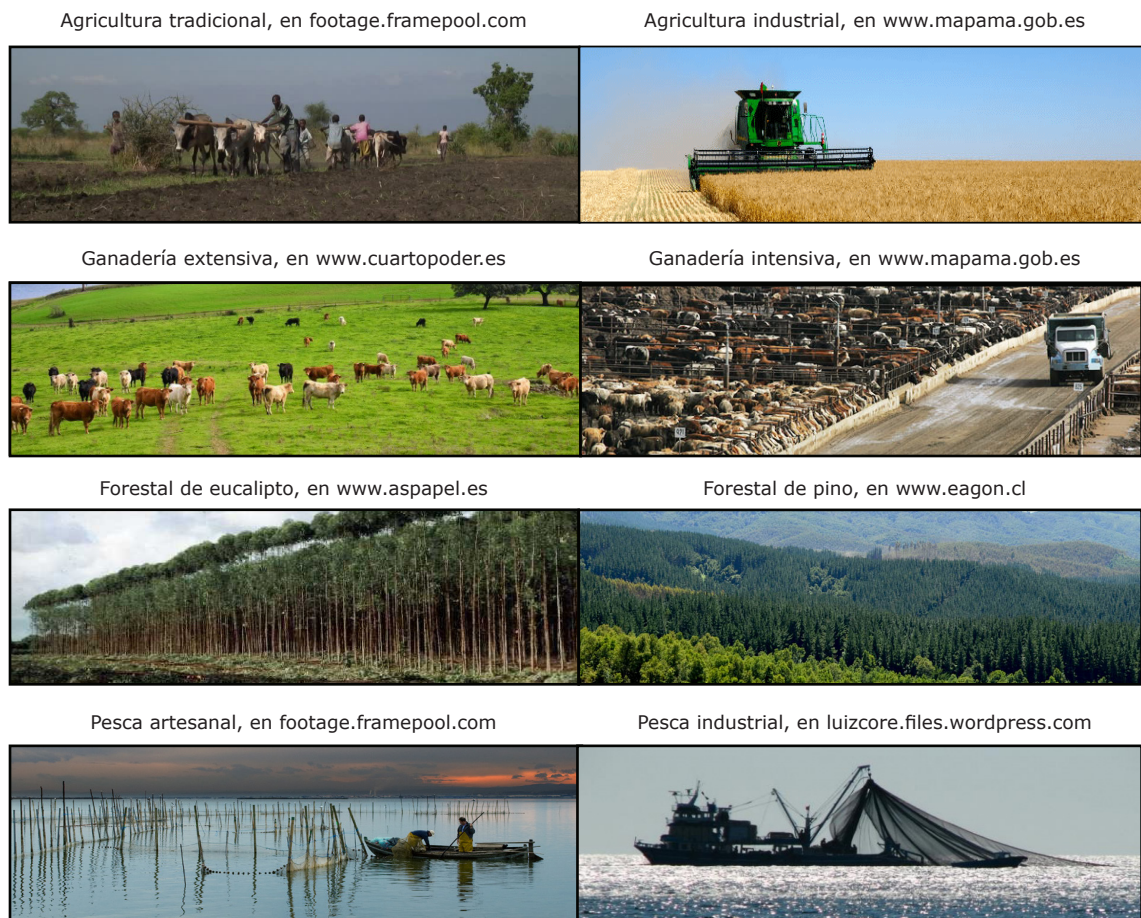 Agricultura tradicional, en footage.framepool.com
Agricultura industrial, en www.mapama.gob.es
Ganadería extensiva, en www.cuartopoder.es
Ganadería intensiva, en www.mapama.gob.es
Forestal de eucalipto, en www.aspapel.es
Forestal de pino, en www.eagon.cl
Pesca artesanal, en footage.framepool.com
Pesca industrial, en luizcore.files.wordpress.com